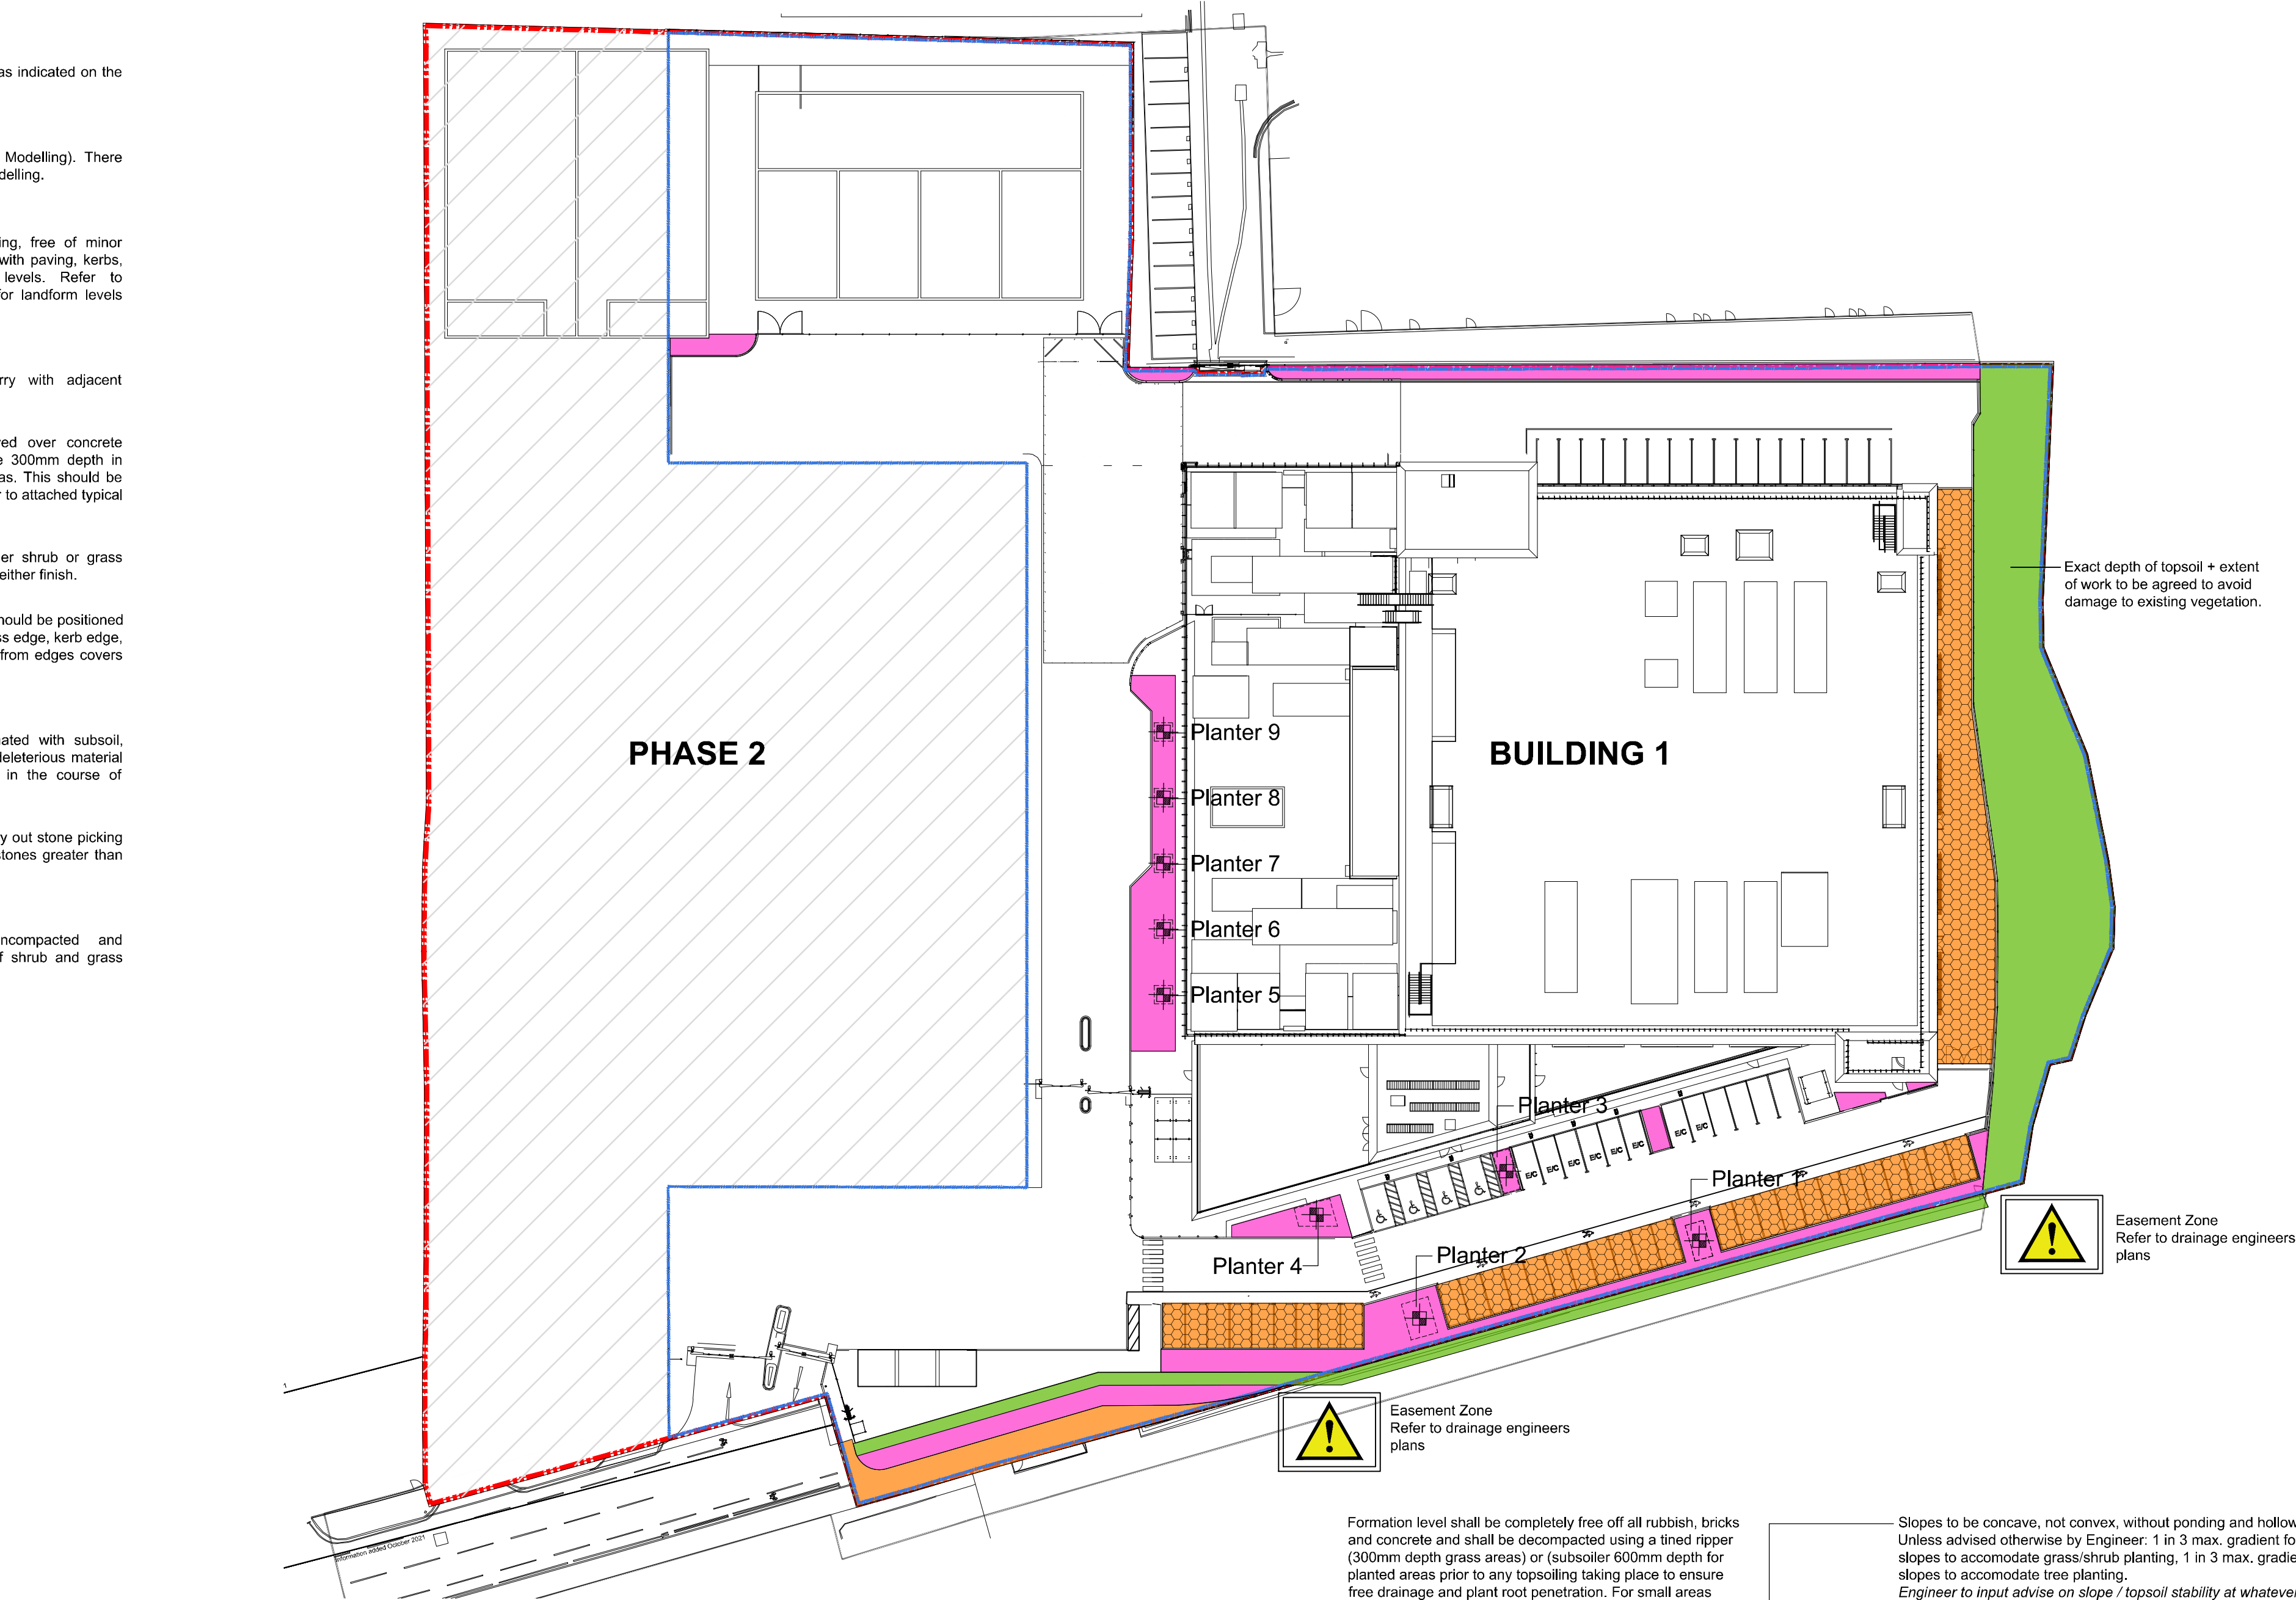 as indicated on the
Modelling). There
delling.
ing, free of minor
with paving, kerbs,
levels. Refer to
for landform levels
rry with adjacent
ed over concrete
e 300mm depth in
as. This should be
r to attached typical
er shrub or grass
either finish.
hould be positioned
ss edge, kerb edge,
from edges covers
ated with subsoil,
deleterious material
in the course of
y out stone picking
stones greater than
ncompacted and
f shrub and grass
PHASE 2
BUILDING 1
Exact depth of topsoil + extent
of work to be agreed to avoid
damage to existing vegetation.
Planter 9
Planter 8
Planter 7
Planter 6
Planter 5
Planter 3
E/C E/C E/C E/C E/C E/C E/C E/C
Planter 1
Planter 2
Planter 4
Easement Zone
Refer to drainage engineers
plans
Easement Zone
Refer to drainage engineers
plans
Information added October 2021
Formation level shall be completely free off all rubbish, bricks
and concrete and shall be decompacted using a tined ripper
(300mm depth grass areas) or (subsoiler 600mm depth for
planted areas prior to any topsoiling taking place to ensure
free drainage and plant root penetration. For small areas
Slopes to be concave, not convex, without ponding and hollow
Unless advised otherwise by Engineer: 1 in 3 max. gradient fo
slopes to accomodate grass/shrub planting, 1 in 3 max. gradie
slopes to accomodate tree planting.
Engineer to input advise on slope / topsoil stability at whatever